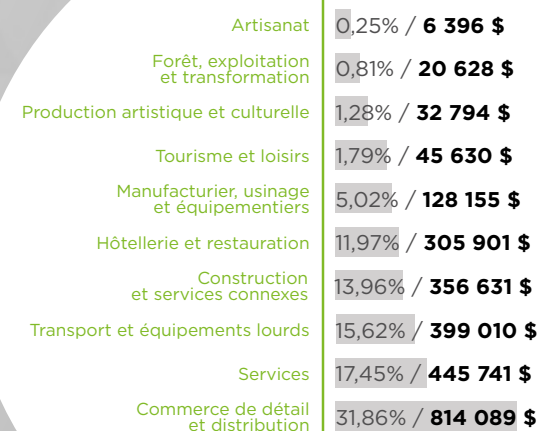 Artisanat 0,25% / 6 396 $
Forêt, exploitation
et transformation 0,81% / 20 628 $
Production artistique et culturelle 1,28% / 32 794 $
Tourisme et loisirs 1,79% / 45 630 $
Manufacturier, usinage
et équipementiers 5,02% / 128 155 $
Hôtellerie et restauration 11,97% / 305 901 $
Construction
et services connexes 13,96% / 356 631 $
Transport et équipements lourds 15,62% / 399 010 $
Services 17,45% / 445 741 $
Commerce de détail
et distribution 31,86% / 814 089 $